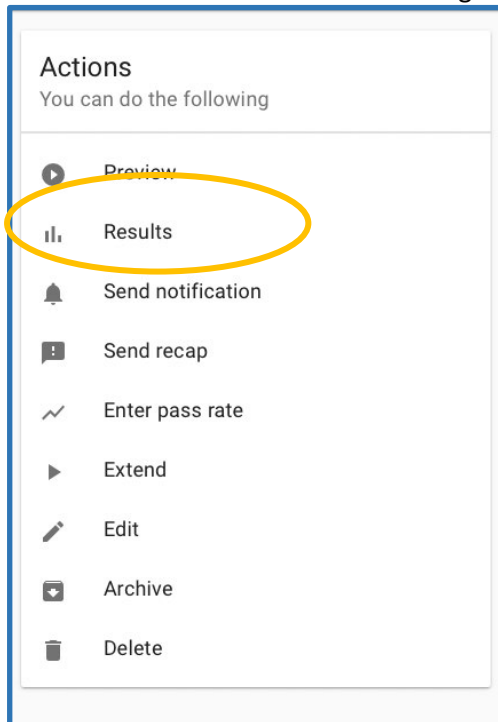 Actions
You can do the following
Preview
Results
Send notification
Send recap
Enter pass rate
Extend
Edit
Archive
Delete